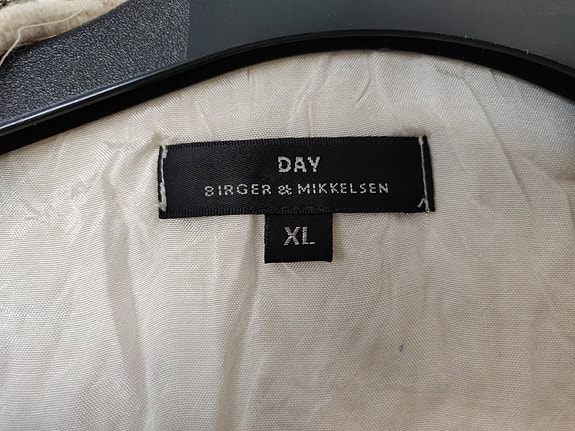 DAY
BIRGER & MIKKELSEN
XL